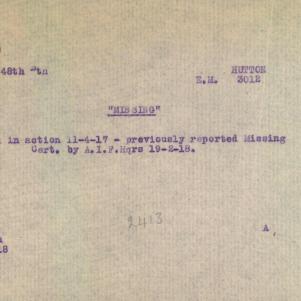 48th
HUTTON
E.M. 3012
"MISSING"
in action 11-4-17 - previously reported Missing
Cert. by A.I.F.Hqrs 19-2-18.
2413
A
18